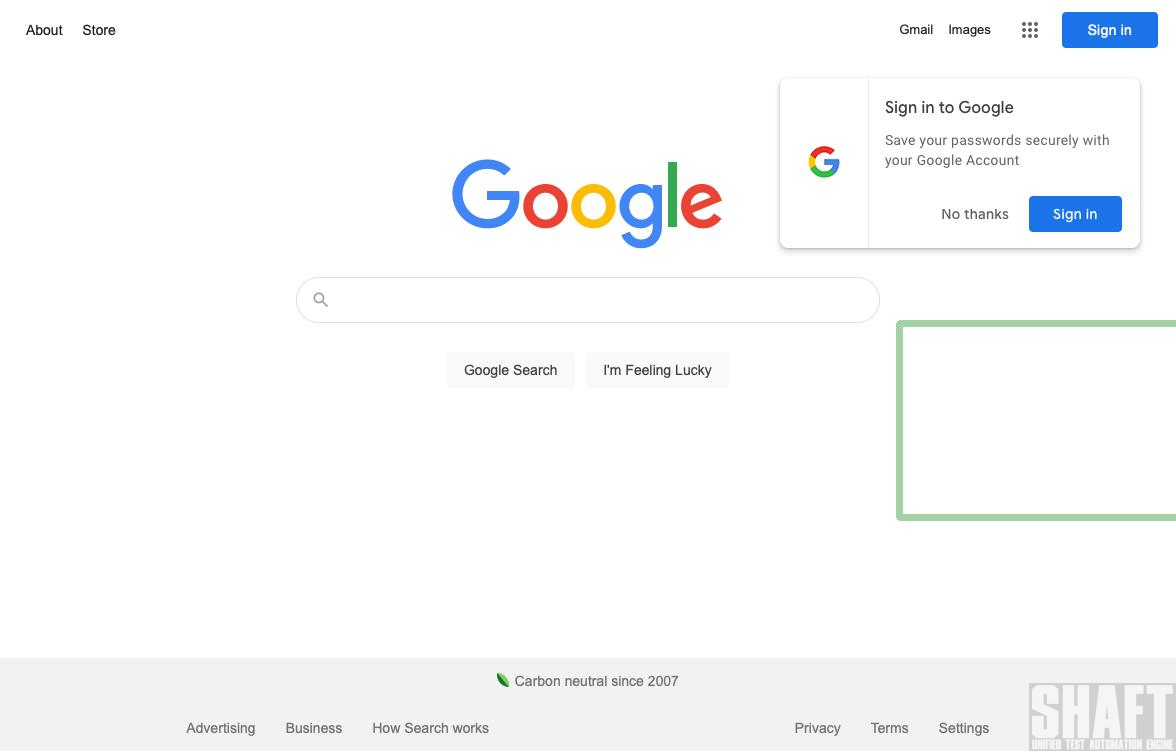 About Store
Gmail Images
Sign in
Sign in to Google
Save your passwords securely with
your Google Account
No thanks
Sign in
Google
Google Search
I'm Feeling Lucky
Carbon neutral since 2007
Advertising
Business
How Search works
Privacy
Terms
Settings
SHAFT
UNIFIED TEST AUTOMATION ENGINE